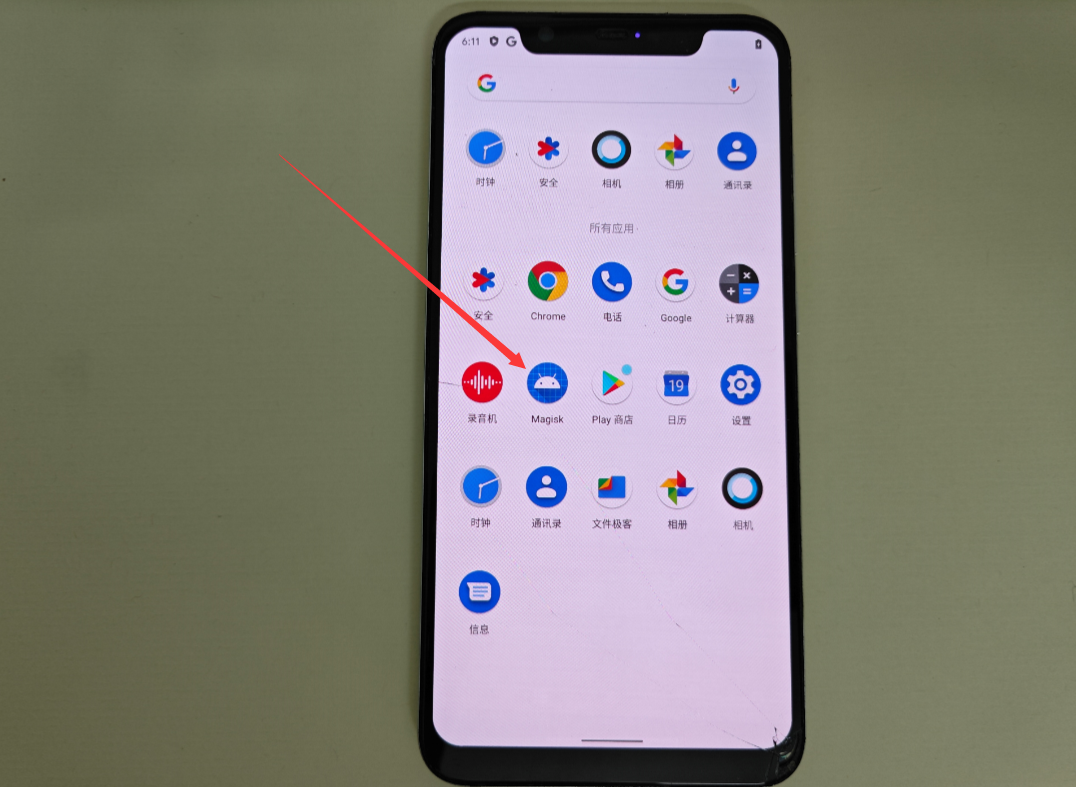 6:11
时钟
安全
相机
相册
通讯录
所有应用
安全
Chrome
电话
Google
计算器
录音机
Magisk
Play 商店
19
日历
设置
时钟
通讯录
文件极客
相册
相机
信息